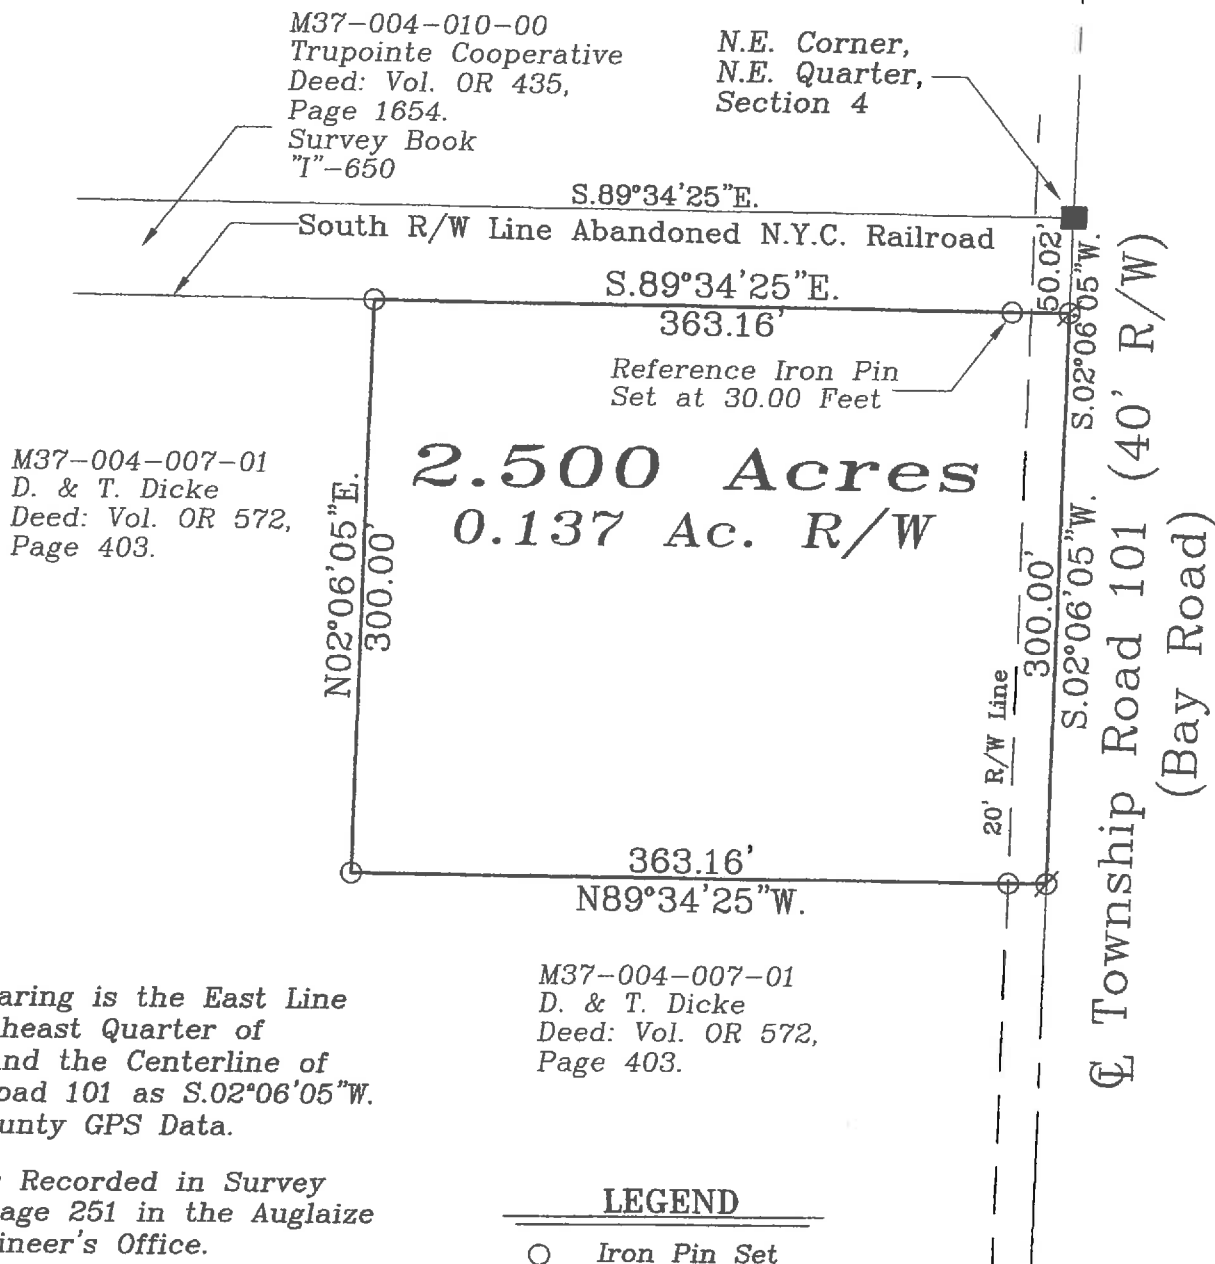 M37-004-010-00
Trupointe Cooperative
Deed: Vol. OR 435,
Page 1654.
Survey Book
"I"-650
N.E. Corner,
N.E. Quarter,
Section 4
S.89°34'25"E.
South R/W Line Abandoned N.Y.C. Railroad
50.02'
S.02°06'05"W.
S.89°34'25"E.
363.16'
Reference Iron Pin
Set at 30.00 Feet
M37-004-007-01
D. & T. Dicke
Deed: Vol. OR 572,
Page 403.
N02°06'05"E.
300.00'
2.500 Acres
0.137 Ac. R/W
20' R/W Line
300.00'
S.02°06'05"W.
℄ Township Road 101 (40' R/W)
(Bay Road)
363.16'
N89°34'25"W.
M37-004-007-01
D. & T. Dicke
Deed: Vol. OR 572,
Page 403.
aring is the East Line
heast Quarter of
nd the Centerline of
oad 101 as S.02°06'05"W.
unty GPS Data.
Recorded in Survey
age 251 in the Auglaize
ineer's Office.
LEGEND
Iron Pin Set